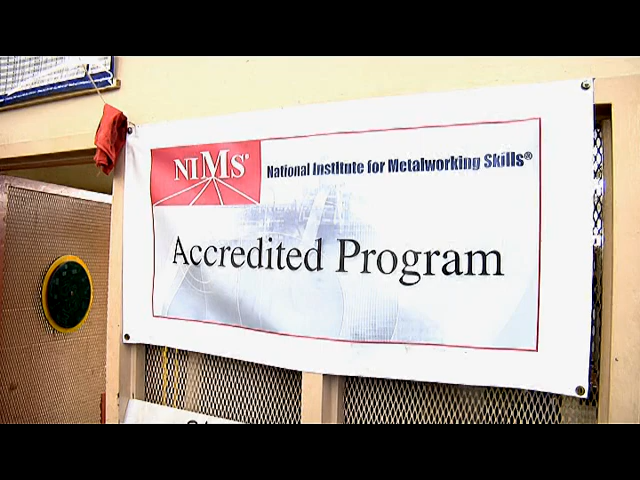 NIMS®
National Institute for Metalworking Skills®
Accredited Program